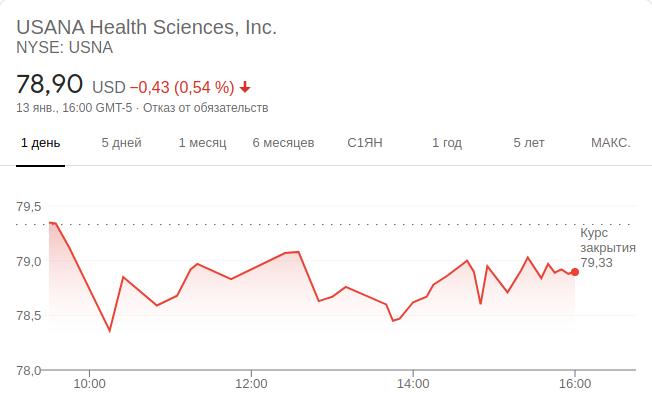 USANA Health Sciences, Inc.
NYSE: USNA
78,90 USD −0,43 (0,54 %)
13 янв., 16:00 GMT-5 · Отказ от обязательств
1 день 5 дней 1 месяц 6 месяцев С1ЯН 1 год 5 лет МАКС.
79,5
Курс
закрытия
79,0
79,33
78,5
78,0
10:00 12:00 14:00 16:00